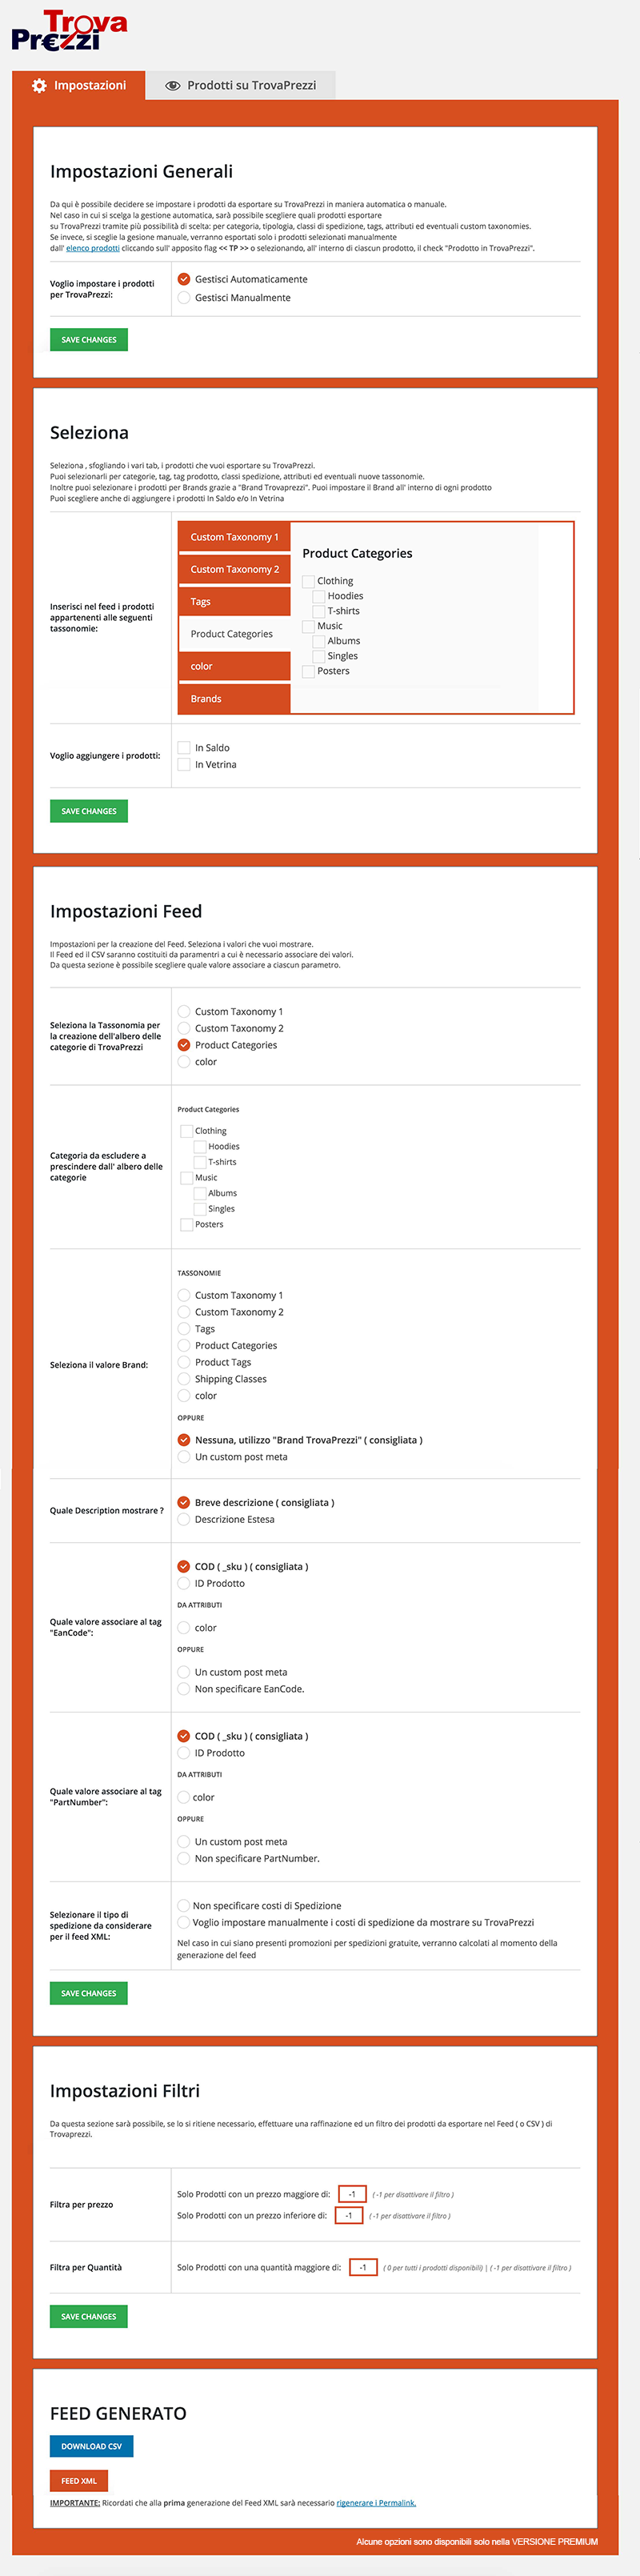 Trova
Pr€zzi
Impostazioni
Prodotti su TrovaPrezzi
Impostazioni Generali
Da qui è possibile decidere se impostare i prodotti da esportare su TrovaPrezzi in maniera automatica o manuale.
Nel caso in cui si scelga la gestione automatica, sarà possibile scegliere quali prodotti esportare
su TrovaPrezzi tramite più possibilità di scelta: per categoria, tipologia, classi di spedizione, tags, attributi ed eventuali custom taxonomies.
Se invece, si sceglie la gestione manuale, verranno esportati solo i prodotti selezionati manualmente
dall' elenco prodotti cliccando sull' apposito flag << TP >> o selezionando, all' interno di ciascun prodotto, il check "Prodotto in TrovaPrezzi".
Voglio impostare i prodotti
per TrovaPrezzi:
Gestisci Automaticamente
Gestisci Manualmente
SAVE CHANGES
Seleziona
Seleziona , sfogliando i vari tab, i prodotti che vuoi esportare su TrovaPrezzi.
Puoi selezionarli per categorie, tag, tag prodotto, classi spedizione, attributi ed eventuali nuove tassonomie.
Inoltre puoi selezionare i prodotti per Brands grazie a "Brand Trovaprezzi". Puoi impostare il Brand all' interno di ogni prodotto
Puoi scegliere anche di aggiungere i prodotti In Saldo e/o In Vetrina
Inserisci nel feed i prodotti
appartenenti alle seguenti
tassonomie:
Custom Taxonomy 1
Custom Taxonomy 2
Tags
Product Categories
color
Brands
Product Categories
Clothing
Hoodies
T-shirts
Music
Albums
Singles
Posters
Voglio aggiungere i prodotti:
In Saldo
In Vetrina
SAVE CHANGES
Impostazioni Feed
Impostazioni per la creazione del Feed. Seleziona i valori che vuoi mostrare.
Il Feed ed il CSV saranno costituiti da paramentri a cui è necessario associare dei valori.
Da questa sezione è possibile scegliere quale valore associare a ciascun parametro.
Seleziona la Tassonomia per
la creazione dell'albero delle
categorie di TrovaPrezzi
Custom Taxonomy 1
Custom Taxonomy 2
Product Categories
color
Categoria da escludere a
prescindere dall' albero delle
categorie
Product Categories
Clothing
Hoodies
T-shirts
Music
Albums
Singles
Posters
Seleziona il valore Brand:
TASSONOMIE
Custom Taxonomy 1
Custom Taxonomy 2
Tags
Product Categories
Product Tags
Shipping Classes
color
OPPURE
Nessuna, utilizzo "Brand TrovaPrezzi" ( consigliata )
Un custom post meta
Quale Description mostrare ?
Breve descrizione ( consigliata )
Descrizione Estesa
Quale valore associare al tag
"EanCode":
COD ( _sku ) ( consigliata )
ID Prodotto
DA ATTRIBUTI
color
OPPURE
Un custom post meta
Non specificare EanCode.
Quale valore associare al tag
"PartNumber":
COD ( _sku ) ( consigliata )
ID Prodotto
DA ATTRIBUTI
color
OPPURE
Un custom post meta
Non specificare PartNumber.
Selezionare il tipo di
spedizione da considerare
per il feed XML:
Non specificare costi di Spedizione
Voglio impostare manualmente i costi di spedizione da mostrare su TrovaPrezzi
Nel caso in cui siano presenti promozioni per spedizioni gratuite, verranno calcolati al momento della
generazione del feed
SAVE CHANGES
Impostazioni Filtri
Da questa sezione sarà possibile, se lo si ritiene necessario, effettuare una raffinazione ed un filtro dei prodotti da esportare nel Feed ( o CSV ) di
Trovaprezzi.
Filtra per prezzo
Solo Prodotti con un prezzo maggiore di: -1 ( -1 per disattivare il filtro )
Solo Prodotti con un prezzo inferiore di: -1 ( -1 per disattivare il filtro )
Filtra per Quantità
Solo Prodotti con una quantità maggiore di: -1 ( 0 per tutti i prodotti disponibili) | ( -1 per disattivare il filtro )
SAVE CHANGES
FEED GENERATO
DOWNLOAD CSV
FEED XML
IMPORTANTE: Ricordati che alla prima generazione del Feed XML sarà necessario rigenerare i Permalink.
Alcune opzioni sono disponibili solo nella VERSIONE PREMIUM